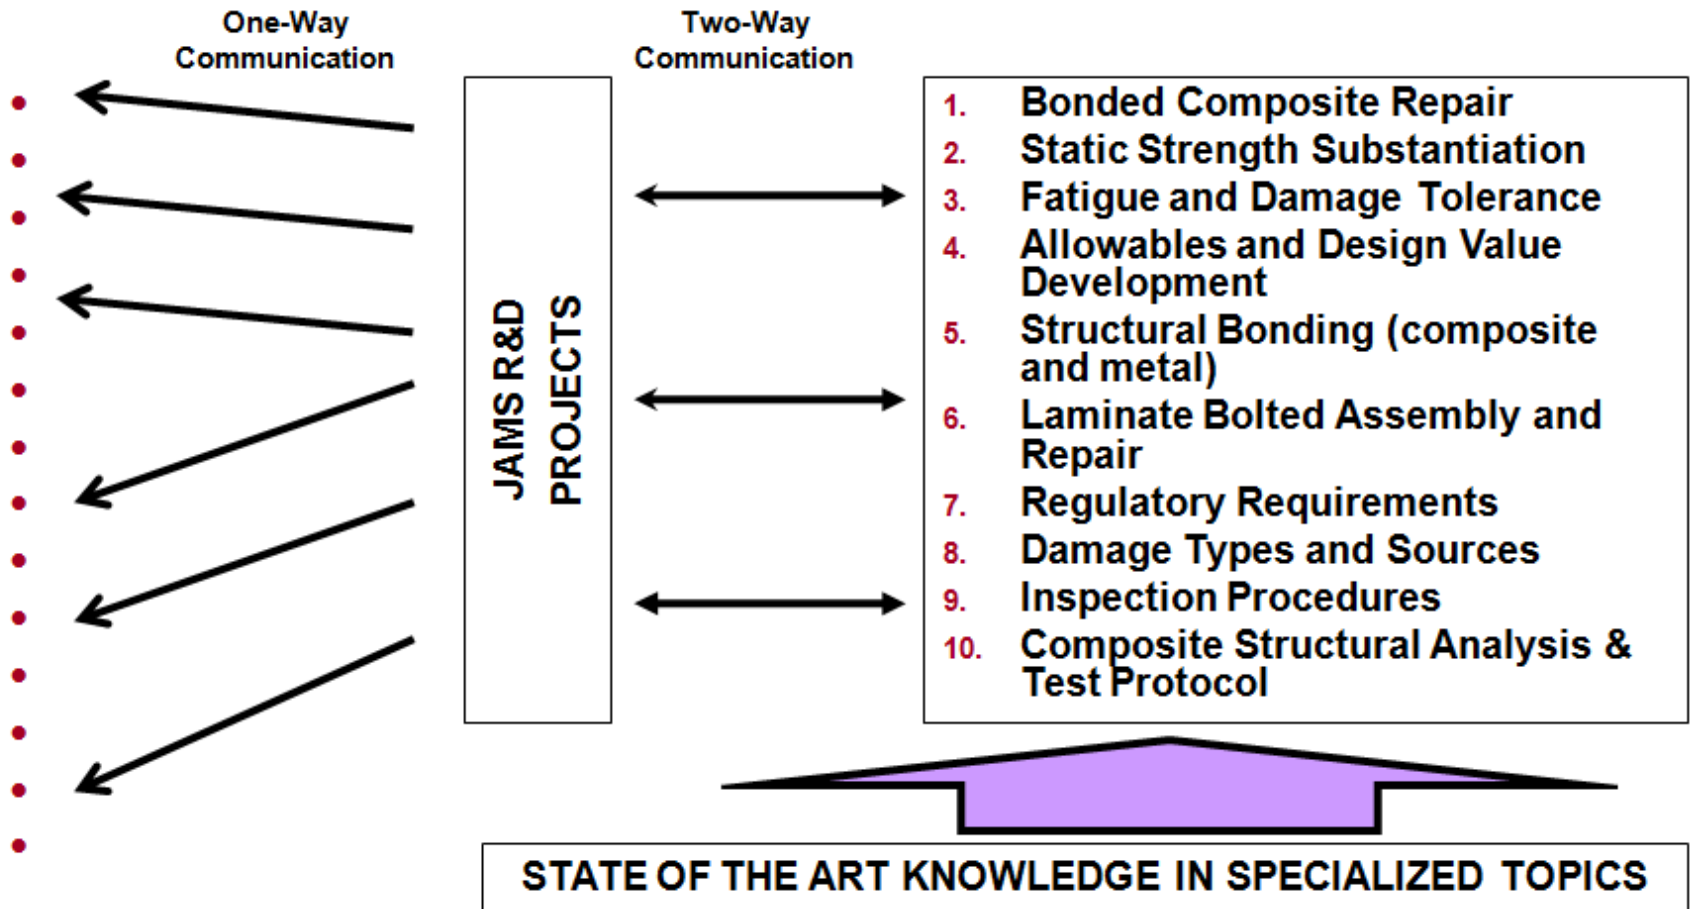 One-Way
Communication
Two-Way
Communication
JAMS R&D
PROJECTS
1. Bonded Composite Repair
2. Static Strength Substantiation
3. Fatigue and Damage Tolerance
4. Allowables and Design Value
Development
5. Structural Bonding (composite
and metal)
6. Laminate Bolted Assembly and
Repair
7. Regulatory Requirements
8. Damage Types and Sources
9. Inspection Procedures
10. Composite Structural Analysis &
Test Protocol
STATE OF THE ART KNOWLEDGE IN SPECIALIZED TOPICS